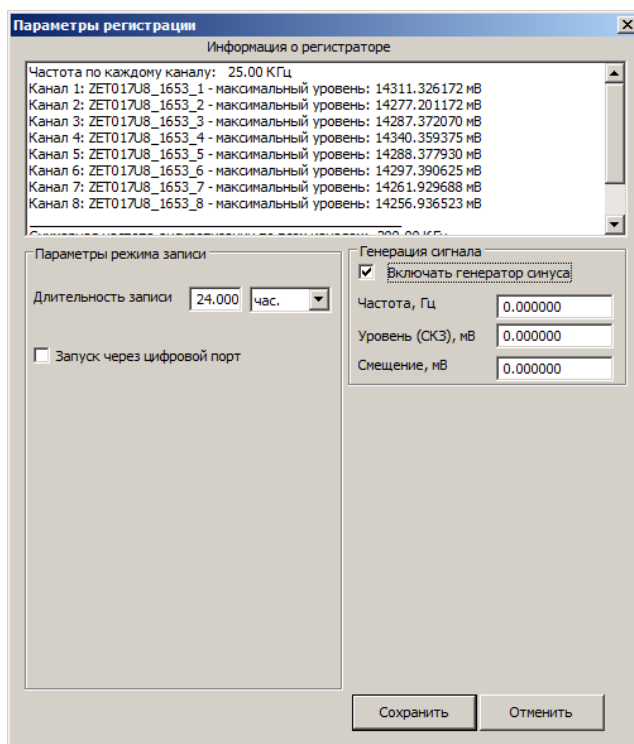 Параметры регистрации
Информация о регистраторе
Частота по каждому каналу: 25.00 КГц
Канал 1: ZET017U8_1653_1 - максимальный уровень: 14311.326172 мВ
Канал 2: ZET017U8_1653_2 - максимальный уровень: 14277.201172 мВ
Канал 3: ZET017U8_1653_3 - максимальный уровень: 14287.372070 мВ
Канал 4: ZET017U8_1653_4 - максимальный уровень: 14340.359375 мВ
Канал 5: ZET017U8_1653_5 - максимальный уровень: 14288.377930 мВ
Канал 6: ZET017U8_1653_6 - максимальный уровень: 14297.390625 мВ
Канал 7: ZET017U8_1653_7 - максимальный уровень: 14261.929688 мВ
Канал 8: ZET017U8_1653_8 - максимальный уровень: 14256.936523 мВ
Параметры режима записи
Длительность записи 24.000 час.
Запуск через цифровой порт
Генерация сигнала
Включать генератор синуса
Частота, Гц 0.000000
Уровень (СКЗ), мВ 0.000000
Смещение, мВ 0.000000
Сохранить Отменить